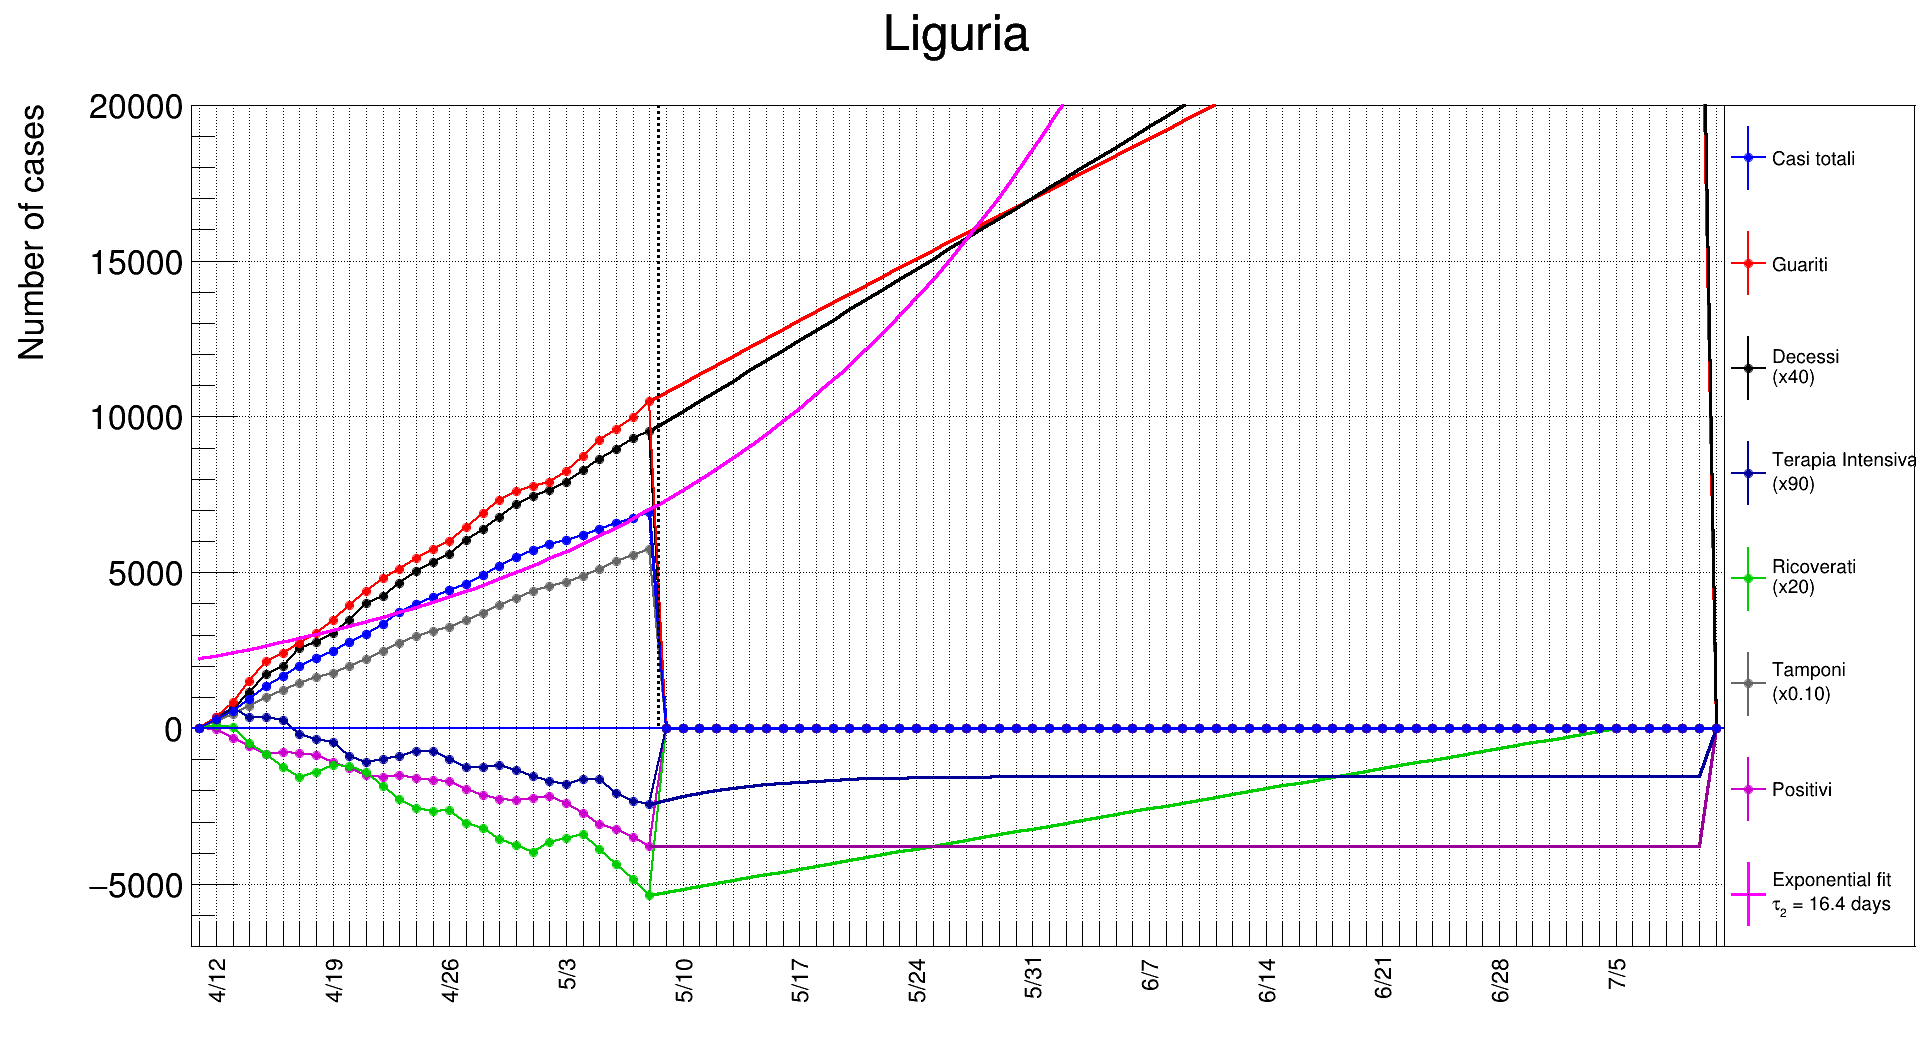 Liguria
Number of cases
20000
15000
10000
5000
0
−5000
4/12
4/19
4/26
5/3
5/10
5/17
5/24
5/31
6/7
6/14
6/21
6/28
7/5
Casi totali
Guariti
Decessi
(x40)
Terapia Intensiva
(x90)
Ricoverati
(x20)
Tamponi
(x0.10)
Positivi
Exponential fit
τ₂ = 16.4 days